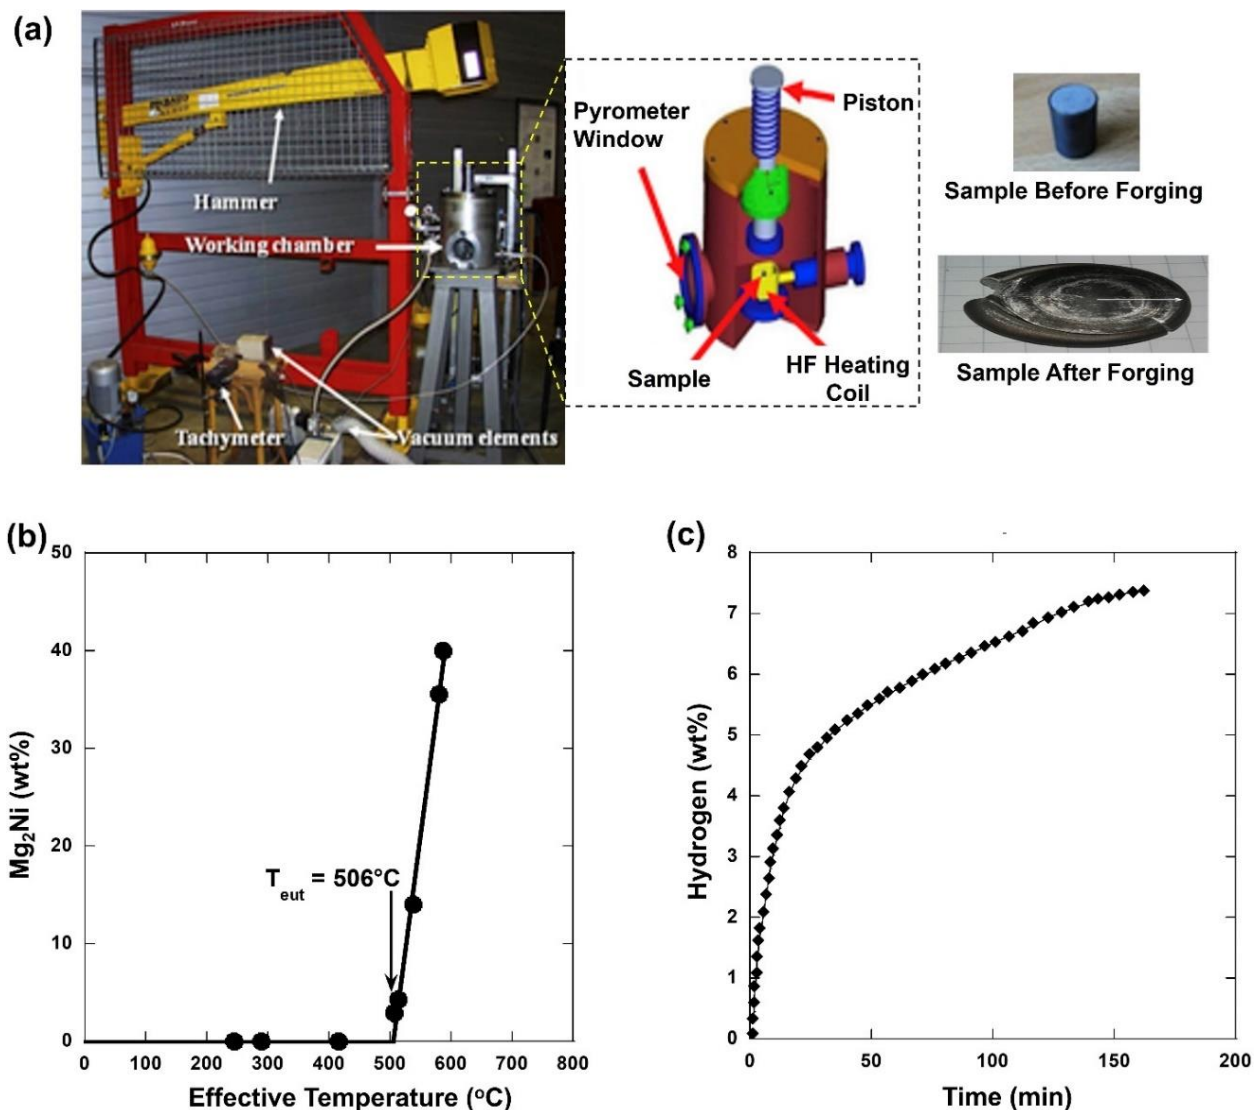 (a)
Hammer
Working chamber
Tachymeter
Vacuum elements
Pyrometer
Window
Piston
Sample
HF Heating
Coil
Sample Before Forging
Sample After Forging
(b)
50
40
30
20
10
0
Mg₂Ni (wt%)
T_eut = 506°C
0 100 200 300 400 500 600 700 800
Effective Temperature (°C)
(c)
8
7
6
5
4
3
2
1
0
Hydrogen (wt%)
0 50 100 150 200
Time (min)